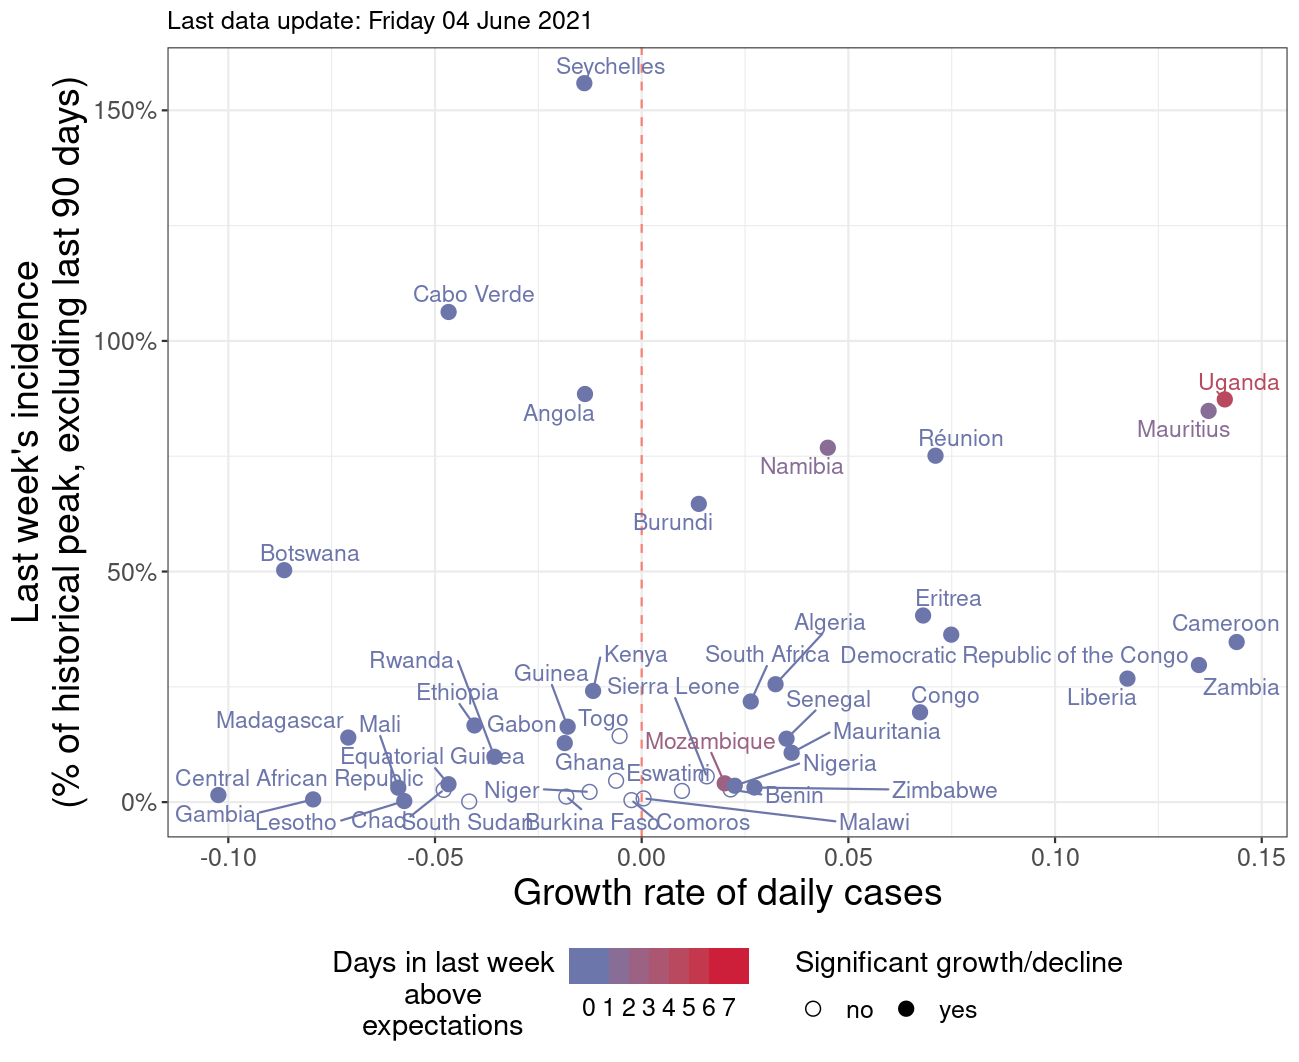 Last data update: Friday 04 June 2021
Last week's incidence
(% of historical peak, excluding last 90 days)
150%
100%
50%
0%
Seychelles
Cabo Verde
Angola
Uganda
Mauritius
Réunion
Namibia
Burundi
Botswana
Eritrea
Algeria
Cameroon
Rwanda
Kenya
South Africa
Democratic Republic of the Congo
Guinea
Sierra Leone
Zambia
Ethiopia
Senegal
Congo
Liberia
Madagascar
Mali
Gabon
Togo
Mozambique
Mauritania
Equatorial Guinea
Ghana
Eswatini
Nigeria
Central African Republic
Niger
Benin
Zimbabwe
Gambia
Lesotho
Chad
South Sudan
Burkina Faso
Comoros
Malawi
-0.10
-0.05
0.00
0.05
0.10
0.15
Growth rate of daily cases
Days in last week
above
expectations
0 1 2 3 4 5 6 7
Significant growth/decline
no
yes